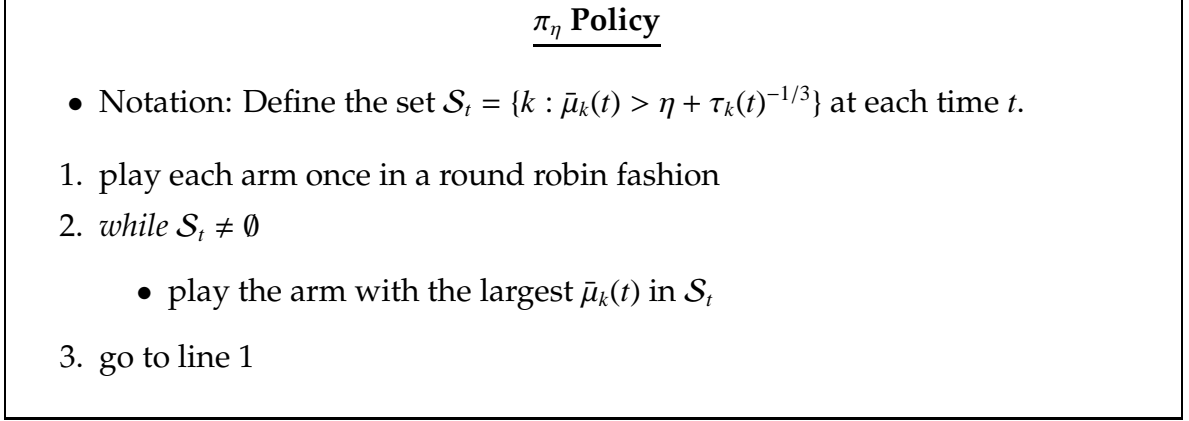 π_η Policy
• Notation: Define the set 𝒮_t = {k : μ̄_k(t) > η + τ_k(t)^{−1/3}} at each time t.
1. play each arm once in a round robin fashion
2. while 𝒮_t ≠ ∅
• play the arm with the largest μ̄_k(t) in 𝒮_t
3. go to line 1